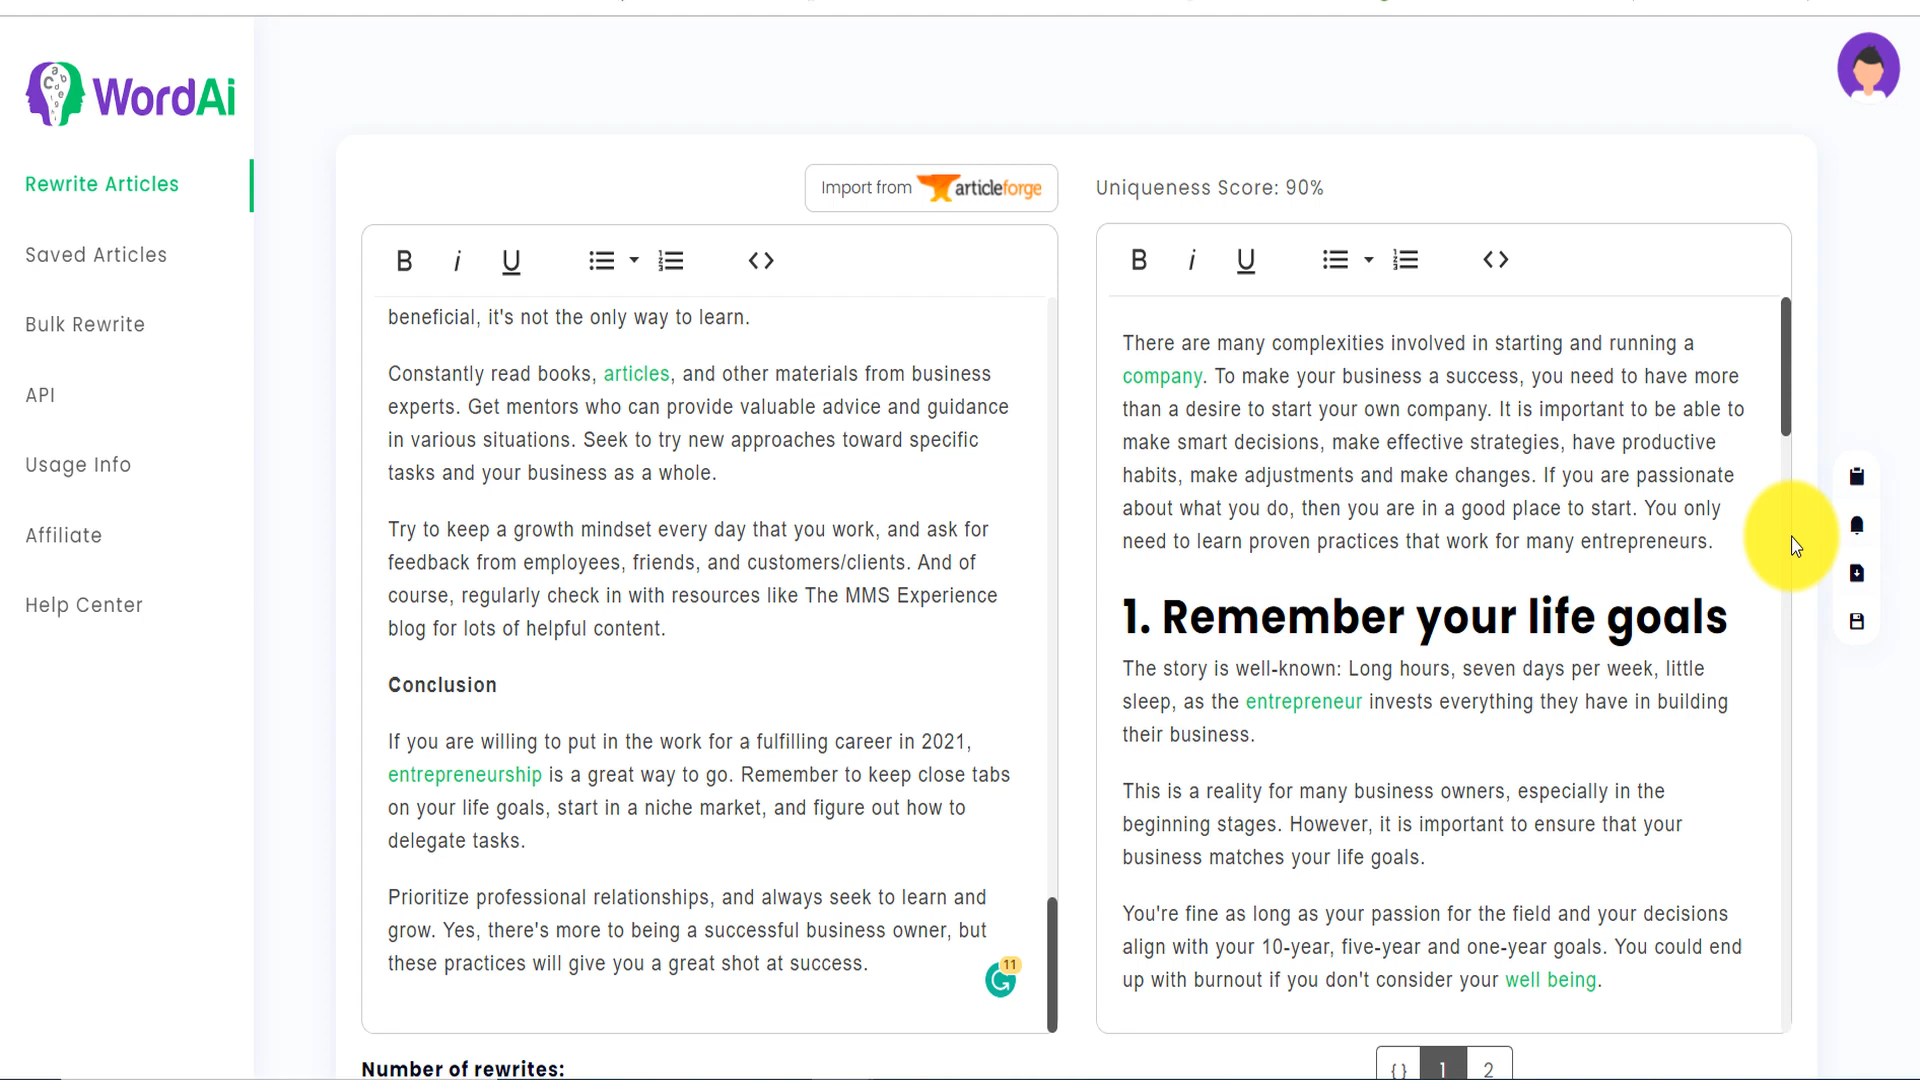 WordAi
Rewrite Articles
Saved Articles
Bulk Rewrite
API
Usage Info
Affiliate
Help Center
Import from articleforge
Uniqueness Score: 90%
B i U
beneficial, it's not the only way to learn.
Constantly read books, articles, and other materials from business
experts. Get mentors who can provide valuable advice and guidance
in various situations. Seek to try new approaches toward specific
tasks and your business as a whole.
Try to keep a growth mindset every day that you work, and ask for
feedback from employees, friends, and customers/clients. And of
course, regularly check in with resources like The MMS Experience
blog for lots of helpful content.
Conclusion
If you are willing to put in the work for a fulfilling career in 2021,
entrepreneurship is a great way to go. Remember to keep close tabs
on your life goals, start in a niche market, and figure out how to
delegate tasks.
Prioritize professional relationships, and always seek to learn and
grow. Yes, there's more to being a successful business owner, but
these practices will give you a great shot at success.
11
Number of rewrites:
B i U
There are many complexities involved in starting and running a
company. To make your business a success, you need to have more
than a desire to start your own company. It is important to be able to
make smart decisions, make effective strategies, have productive
habits, make adjustments and make changes. If you are passionate
about what you do, then you are in a good place to start. You only
need to learn proven practices that work for many entrepreneurs.
1. Remember your life goals
The story is well-known: Long hours, seven days per week, little
sleep, as the entrepreneur invests everything they have in building
their business.
This is a reality for many business owners, especially in the
beginning stages. However, it is important to ensure that your
business matches your life goals.
You're fine as long as your passion for the field and your decisions
align with your 10-year, five-year and one-year goals. You could end
up with burnout if you don't consider your well being.
{} 1 2